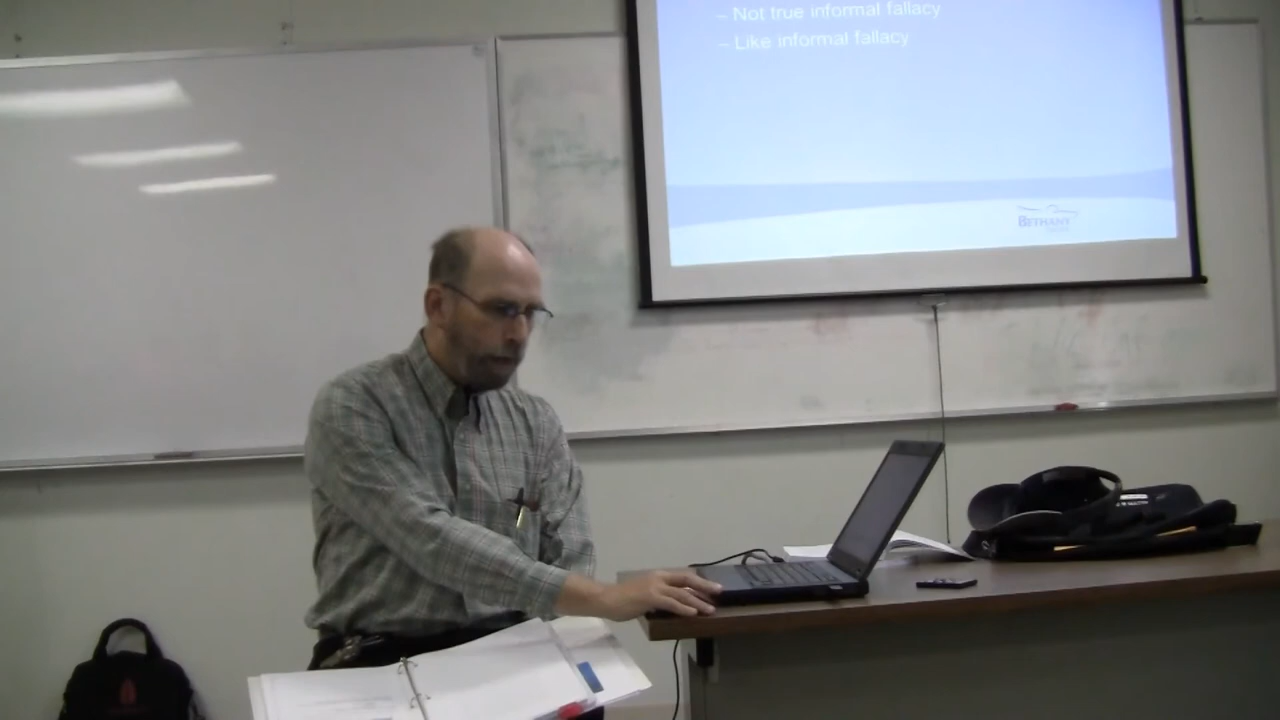 – Not true informal fallacy
– Like informal fallacy
BETHANY